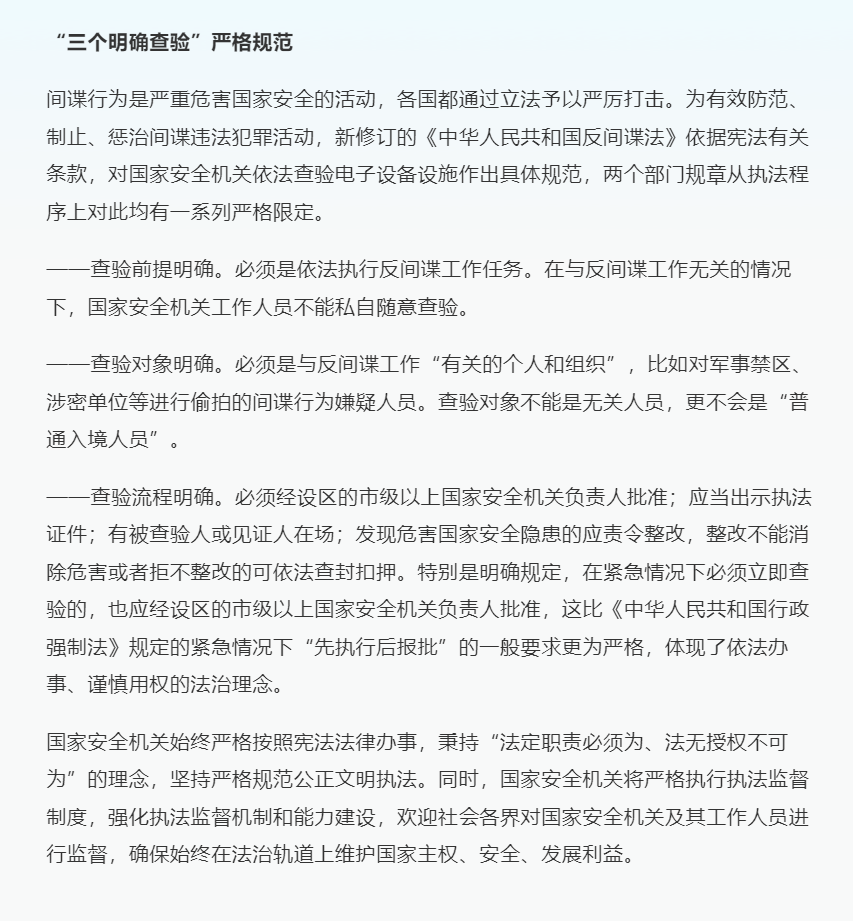 “三个明确查验”严格规范
间谍行为是严重危害国家安全的活动，各国都通过立法予以严厉打击。为有效防范、
制止、惩治间谍违法犯罪活动，新修订的《中华人民共和国反间谍法》依据宪法有关
条款，对国家安全机关依法查验电子设备设施作出具体规范，两个部门规章从执法程
序上对此均有一系列严格限定。
——查验前提明确。必须是依法执行反间谍工作任务。在与反间谍工作无关的情况
下，国家安全机关工作人员不能私自随意查验。
——查验对象明确。必须是与反间谍工作“有关的个人和组织”，比如对军事禁区、
涉密单位等进行偷拍的间谍行为嫌疑人员。查验对象不能是无关人员，更不会是“普
通入境人员”。
——查验流程明确。必须经设区的市级以上国家安全机关负责人批准；应当出示执法
证件；有被查验人或见证人在场；发现危害国家安全隐患的应责令整改，整改不能消
除危害或者拒不整改的可依法查封扣押。特别是明确规定，在紧急情况下必须立即查
验的，也应经设区的市级以上国家安全机关负责人批准，这比《中华人民共和国行政
强制法》规定的紧急情况下“先执行后报批”的一般要求更为严格，体现了依法办
事、谨慎用权的法治理念。
国家安全机关始终严格按照宪法法律办事，秉持“法定职责必须为、法无授权不可
为”的理念，坚持严格规范公正文明执法。同时，国家安全机关将严格执行执法监督
制度，强化执法监督机制和能力建设，欢迎社会各界对国家安全机关及其工作人员进
行监督，确保始终在法治轨道上维护国家主权、安全、发展利益。